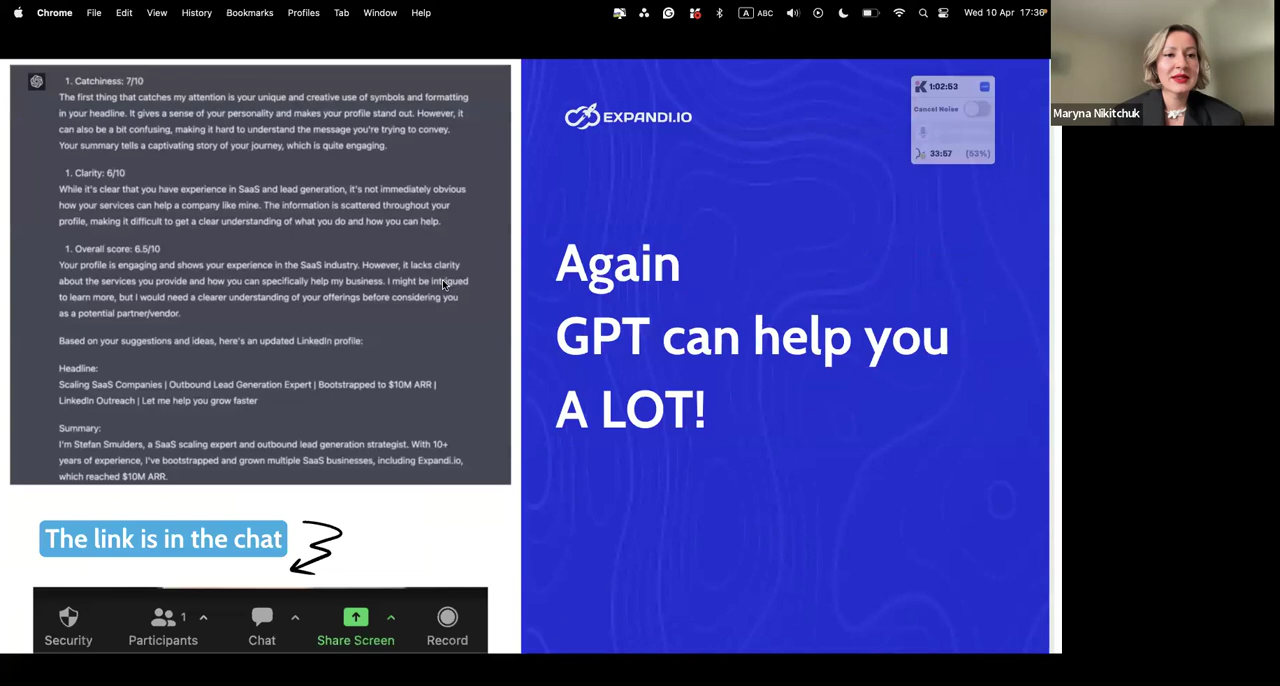 Chrome File Edit View History Bookmarks Profiles Tab Window Help
A ABC
Wed 10 Apr 17:36
1. Catchiness: 7/10
The first thing that catches my attention is your unique and creative use of symbols and formatting
in your headline. It gives a sense of your personality and makes your profile stand out. However, it
can also be a bit confusing, making it hard to understand the message you're trying to convey.
Your summary tells a captivating story of your journey, which is quite engaging.
1. Clarity: 6/10
While it's clear that you have experience in SaaS and lead generation, it's not immediately obvious
how your services can help a company like mine. The information is scattered throughout your
profile, making it difficult to get a clear understanding of what you do and how you can help.
1. Overall score: 6.5/10
Your profile is engaging and shows your experience in the SaaS industry. However, it lacks clarity
about the services you provide and how you can specifically help my business. I might be intrigued
to learn more, but I would need a clearer understanding of your offerings before considering you
as a potential partner/vendor.
Based on your suggestions and ideas, here's an updated LinkedIn profile:
Headline:
Scaling SaaS Companies | Outbound Lead Generation Expert | Bootstrapped to $10M ARR |
LinkedIn Outreach | Let me help you grow faster
Summary:
I'm Stefan Smulders, a SaaS scaling expert and outbound lead generation strategist. With 10+
years of experience, I've bootstrapped and grown multiple SaaS businesses, including Expandi.io,
which reached $10M ARR.
The link is in the chat
Security
Participants
1
Chat
Share Screen
Record
EXPANDI.IO
1:02:53
Cancel Noise
33:57 (53%)
Again
GPT can help you
A LOT!
Maryna Nikitchuk